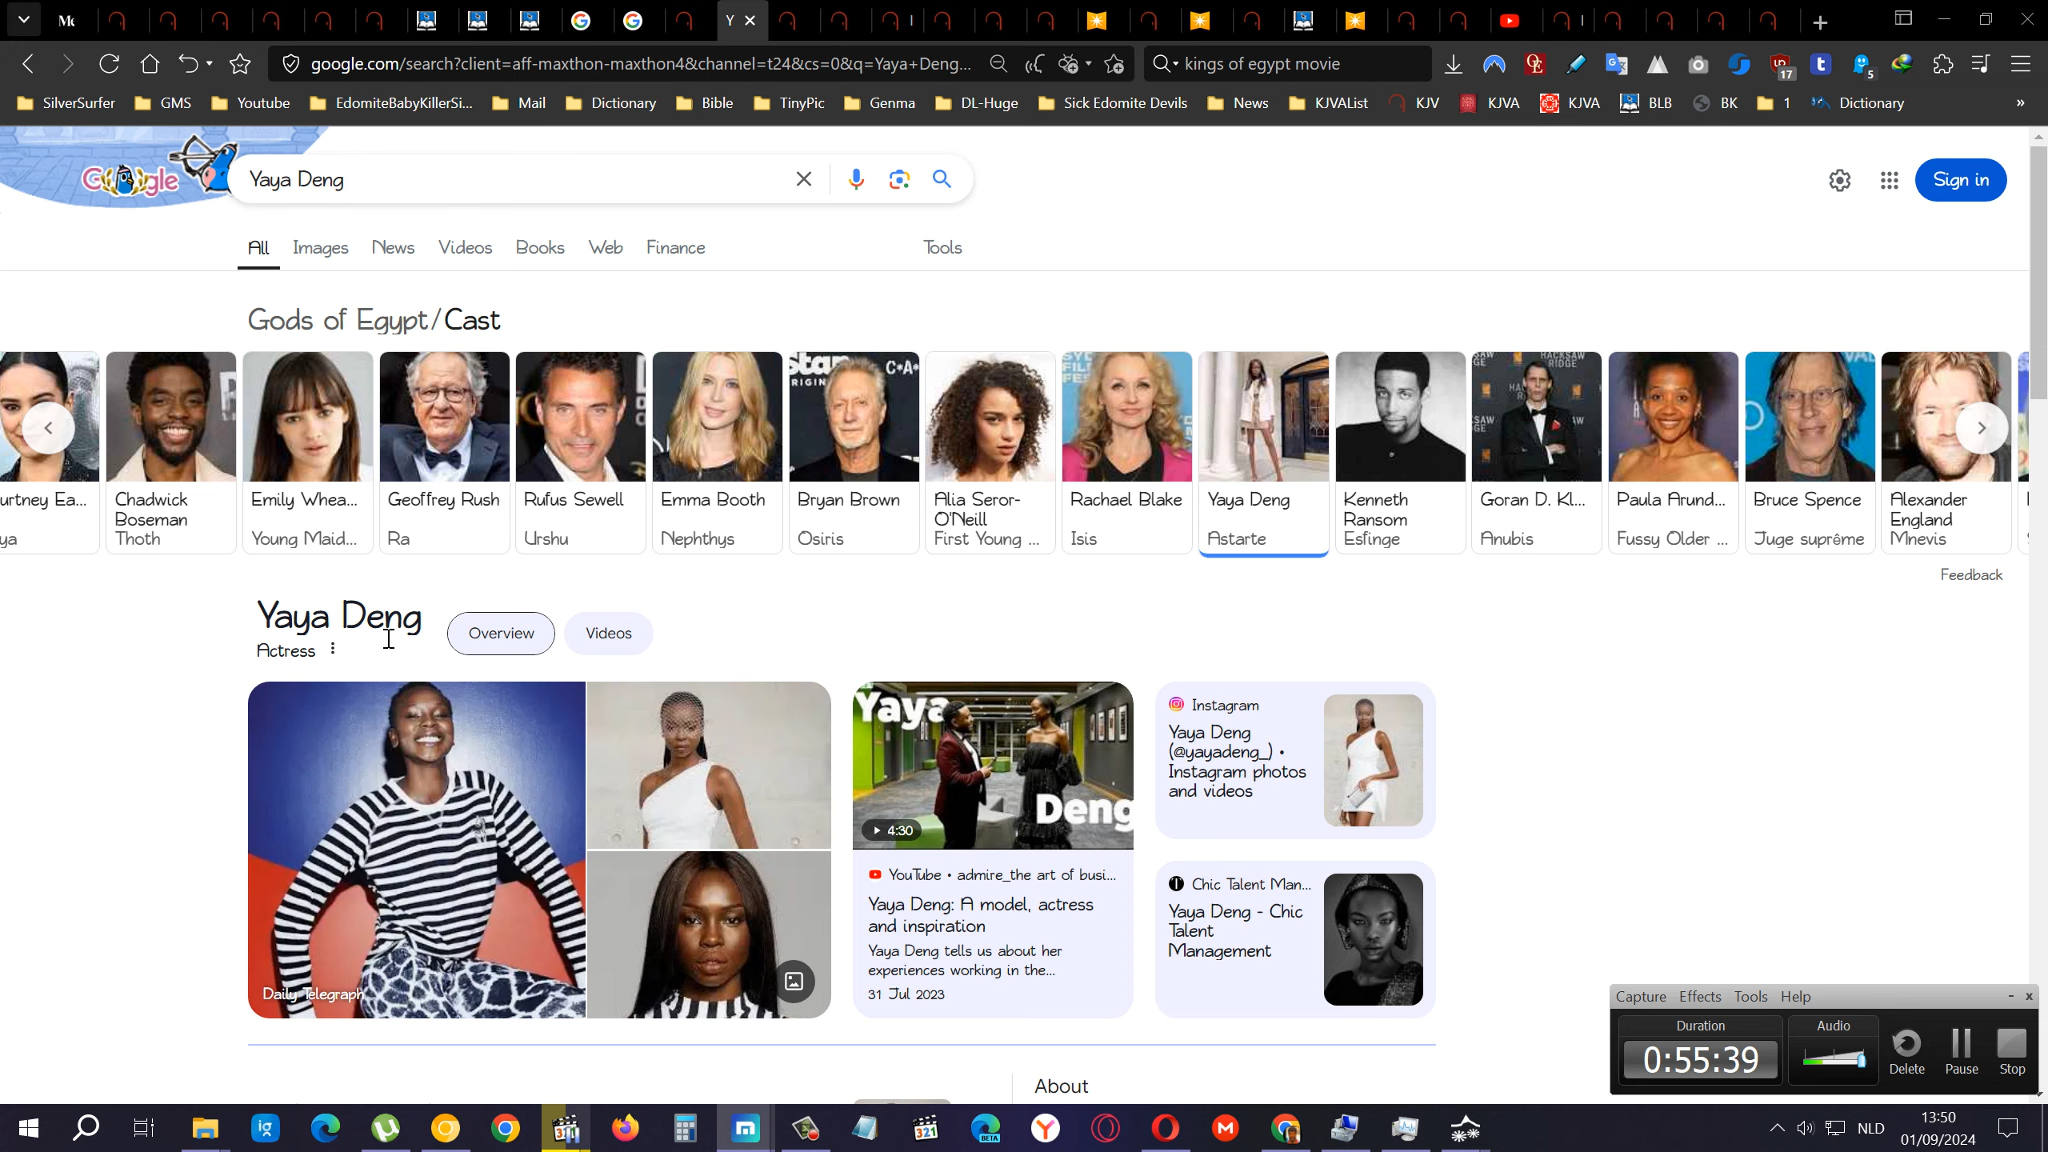 Y
google.com/search?client=aff-maxthon-maxthon4&channel=t24&cs=0&q=Yaya+Deng...
kings of egypt movie
17
5
SilverSurfer
GMS
Youtube
EdomiteBabyKillerSi...
Mail
Dictionary
Bible
TinyPic
Genma
DL-Huge
Sick Edomite Devils
News
KJVAList
KJV
KJVA
KJVA
BLB
BK
1
Dictionary
»
Yaya Deng
Sign in
All
Images
News
Videos
Books
Web
Finance
Tools
Gods of Egypt/Cast
urtney Ea...
ya
Chadwick
Boseman
Thoth
Emily Whea...
Young Maid...
Geoffrey Rush
Ra
Rufus Sewell
Urshu
Emma Booth
Nephthys
Bryan Brown
Osiris
Alia Seror-
O'Neill
First Young ...
Rachael Blake
Isis
Yaya Deng
Astarte
Kenneth
Ransom
Esfinge
Goran D. Kl...
Anubis
Paula Arund...
Fussy Older ...
Bruce Spence
Juge suprême
Alexander
England
Mnevis
Feedback
Yaya Deng
Actress
Overview
Videos
Daily Telegraph
Yaya
Deng
4:30
YouTube • admire_the art of busi...
Yaya Deng: A model, actress
and inspiration
Yaya Deng tells us about her
experiences working in the...
31 Jul 2023
Instagram
Yaya Deng
(@yayadeng_) •
Instagram photos
and videos
Chic Talent Man...
Yaya Deng - Chic
Talent
Management
About
Capture
Effects
Tools
Help
Duration
0:55:39
Audio
Delete
Pause
Stop
NLD
13:50
01/09/2024